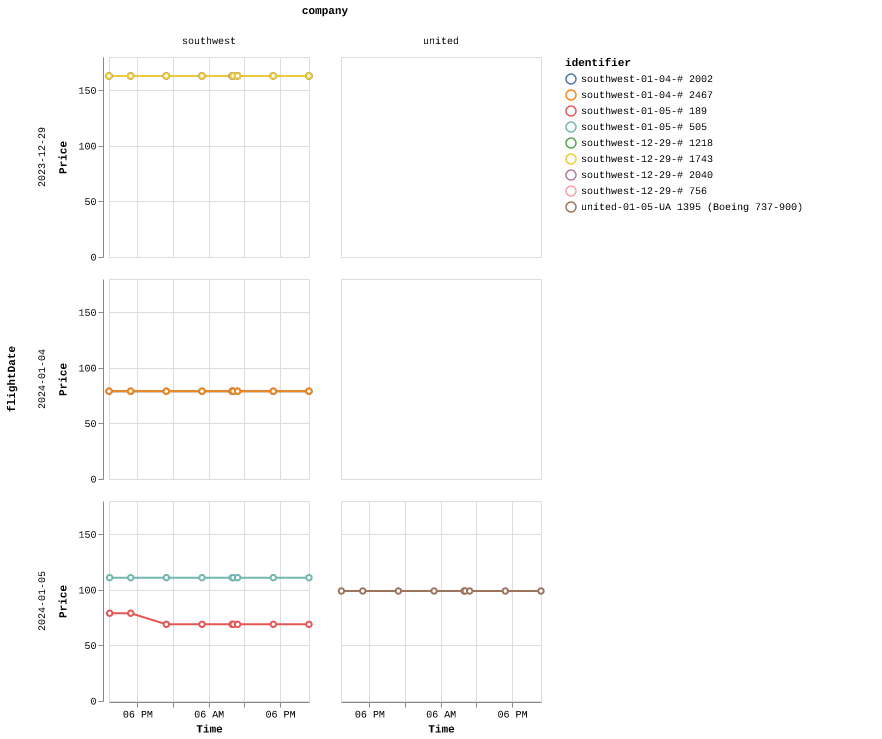 company
southwest
united
identifier
southwest-01-04-# 2002
southwest-01-04-# 2467
southwest-01-05-# 189
southwest-01-05-# 505
southwest-12-29-# 1218
southwest-12-29-# 1743
southwest-12-29-# 2040
southwest-12-29-# 756
united-01-05-UA 1395 (Boeing 737-900)
flightDate
2023-12-29
Price
150
100
50
0
2024-01-04
Price
150
100
50
0
2024-01-05
Price
150
100
50
0
06 PM
06 AM
06 PM
Time
06 PM
06 AM
06 PM
Time